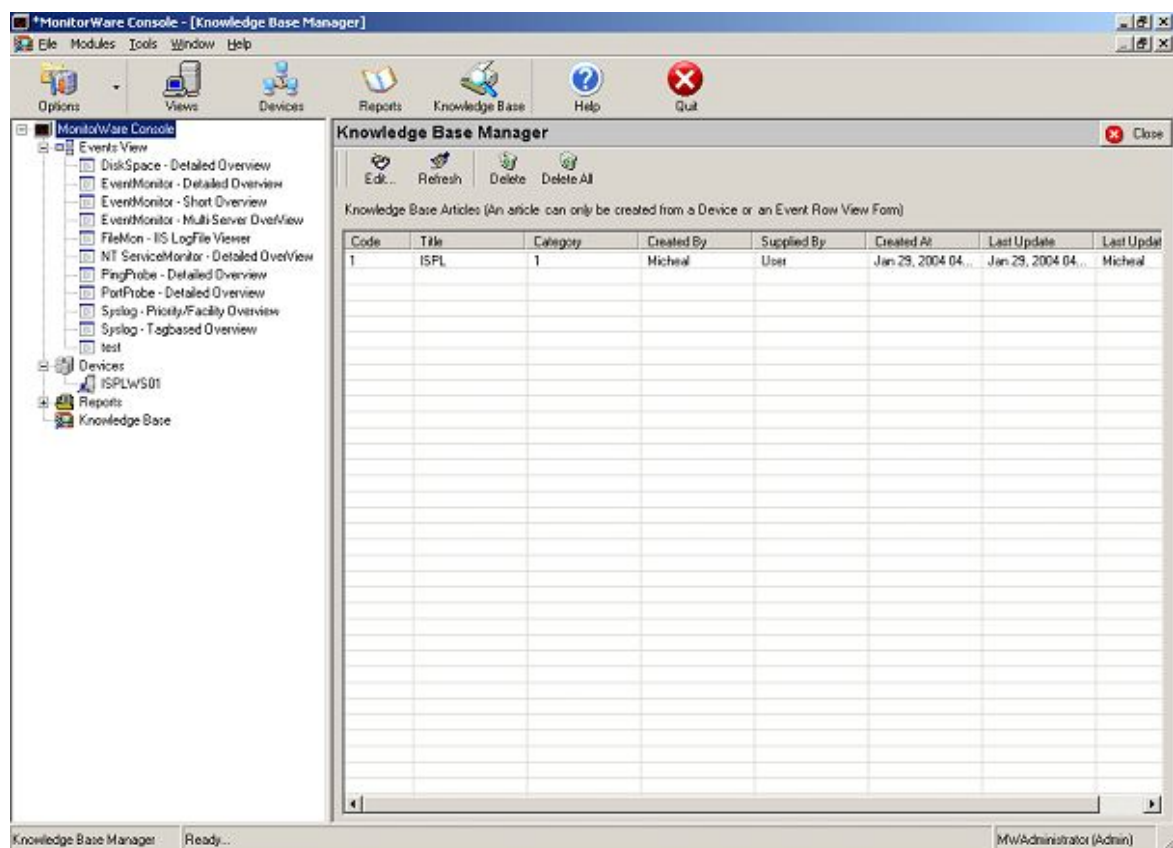 *MonitorWare Console - [Knowledge Base Manager]
File Modules Tools Window Help
Options Views Devices Reports Knowledge Base Help Quit
MonitorWare Console
Events View
DiskSpace - Detailed Overview
EventMonitor - Detailed Overview
EventMonitor - Short Overview
EventMonitor - Multi-Server OverView
FileMon - IIS LogFile Viewer
NT ServiceMonitor - Detailed OverView
PingProbe - Detailed Overview
PortProbe - Detailed Overview
Syslog - Priority/Facility Overview
Syslog - Tagbased Overview
test
Devices
ISPLWS01
Reports
Knowledge Base
Knowledge Base Manager Close
Edit... Refresh Delete Delete All
Knowledge Base Articles (An article can only be created from a Device or an Event Row View Form)
Code Title Category Created By Supplied By Created At Last Update Last Updat
1 ISPL 1 Micheal User Jan 29, 2004 04... Jan 29, 2004 04... Micheal
Knowledge Base Manager Ready... MWAdministrator (Admin)